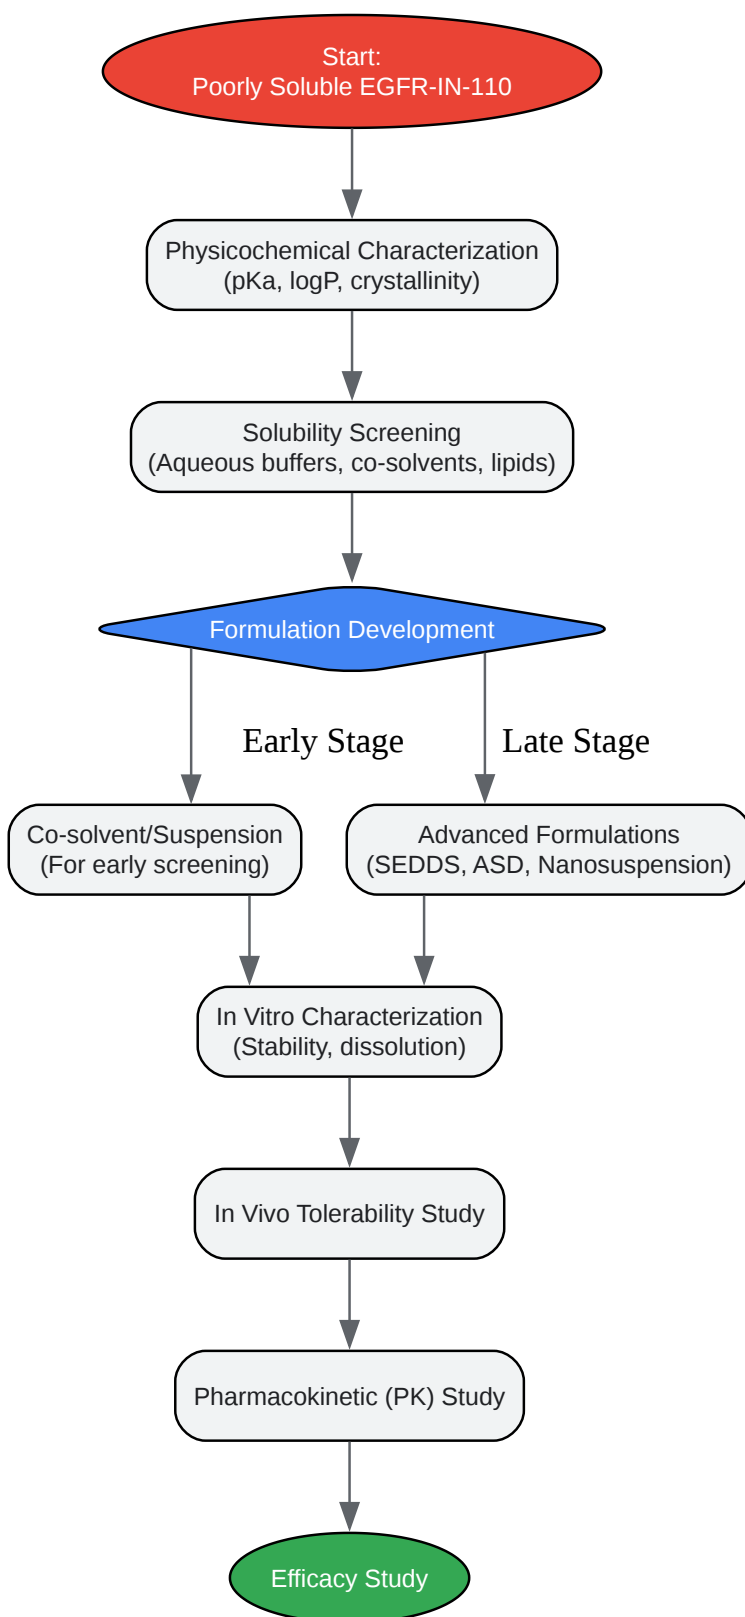 Start:
Poorly Soluble EGFR-IN-110
Physicochemical Characterization
(pKa, logP, crystallinity)
Solubility Screening
(Aqueous buffers, co-solvents, lipids)
Formulation Development
Early Stage
Late Stage
Co-solvent/Suspension
(For early screening)
Advanced Formulations
(SEDDS, ASD, Nanosuspension)
In Vitro Characterization
(Stability, dissolution)
In Vivo Tolerability Study
Pharmacokinetic (PK) Study
Efficacy Study